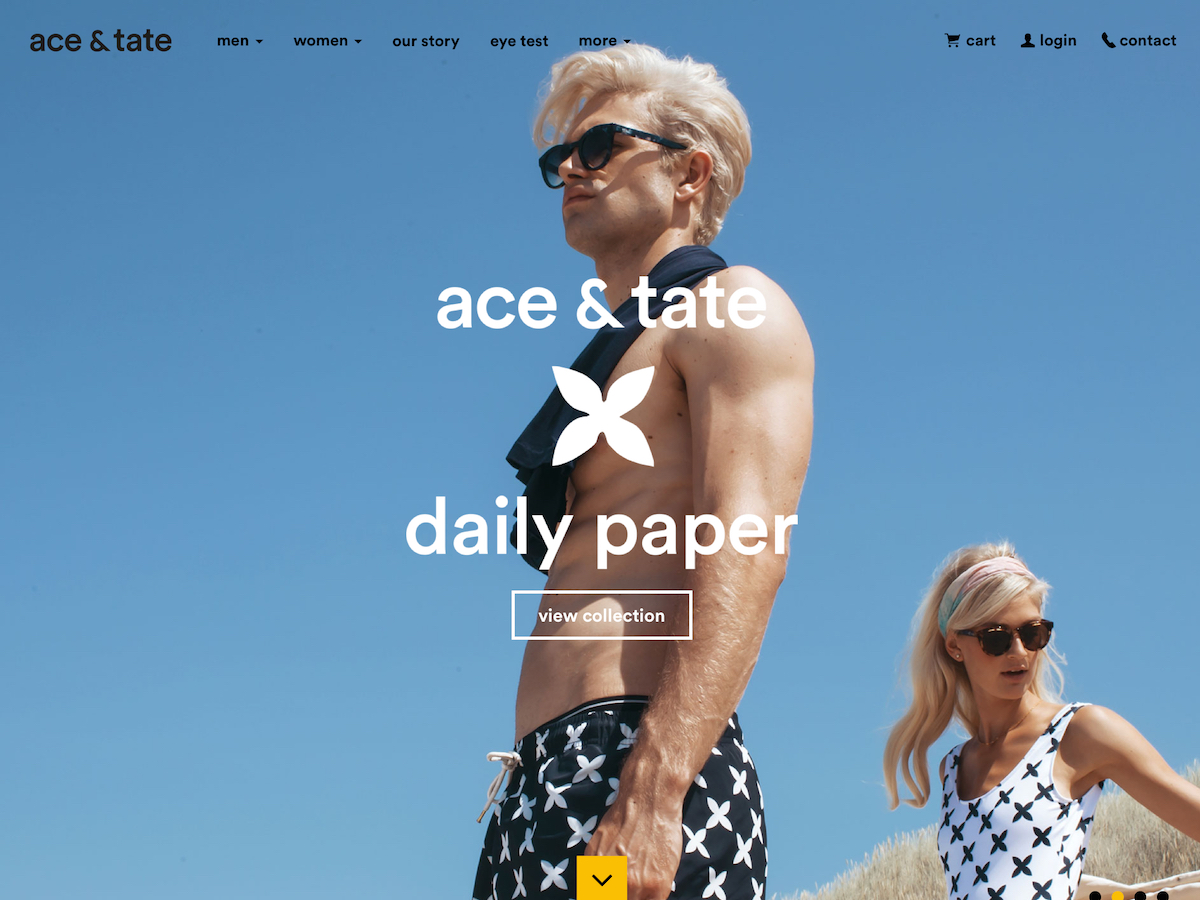 ace & tate men women our story eye test more cart login contact
ace & tate
daily paper
view collection